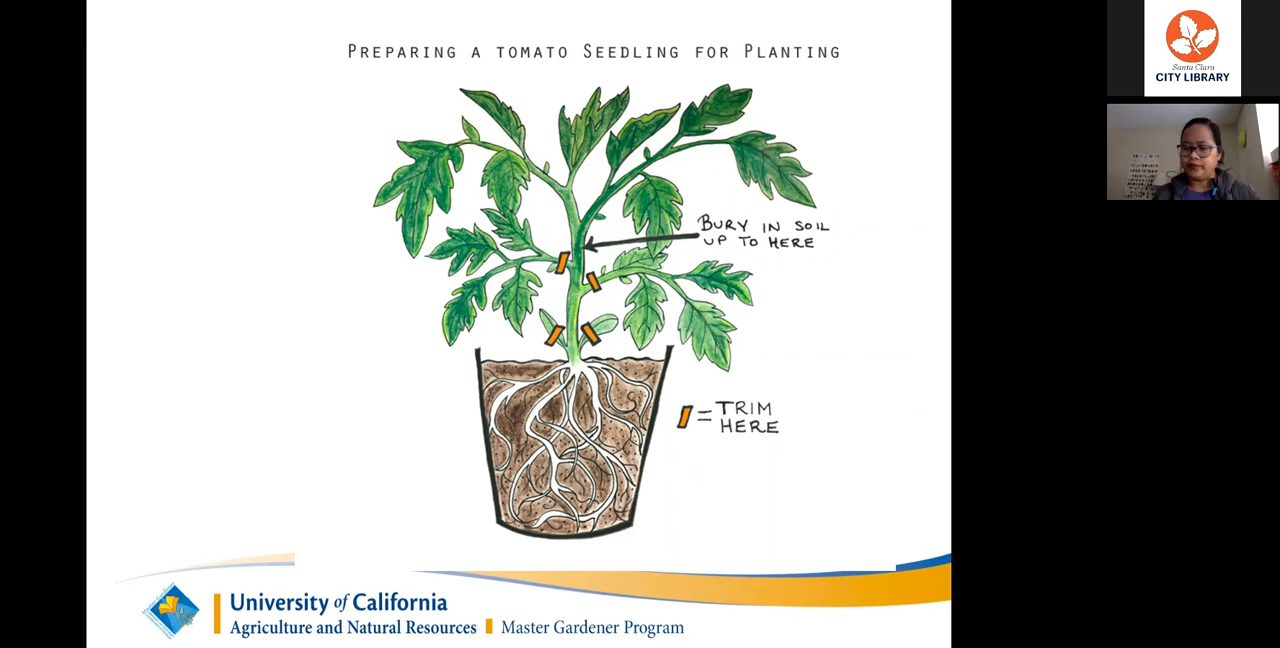 PREPARING A TOMATO SEEDLING FOR PLANTING
BURY IN SOIL
UP TO HERE
= TRIM
HERE
University of California
Agriculture and Natural Resources | Master Gardener Program
Santa Clara
CITY LIBRARY